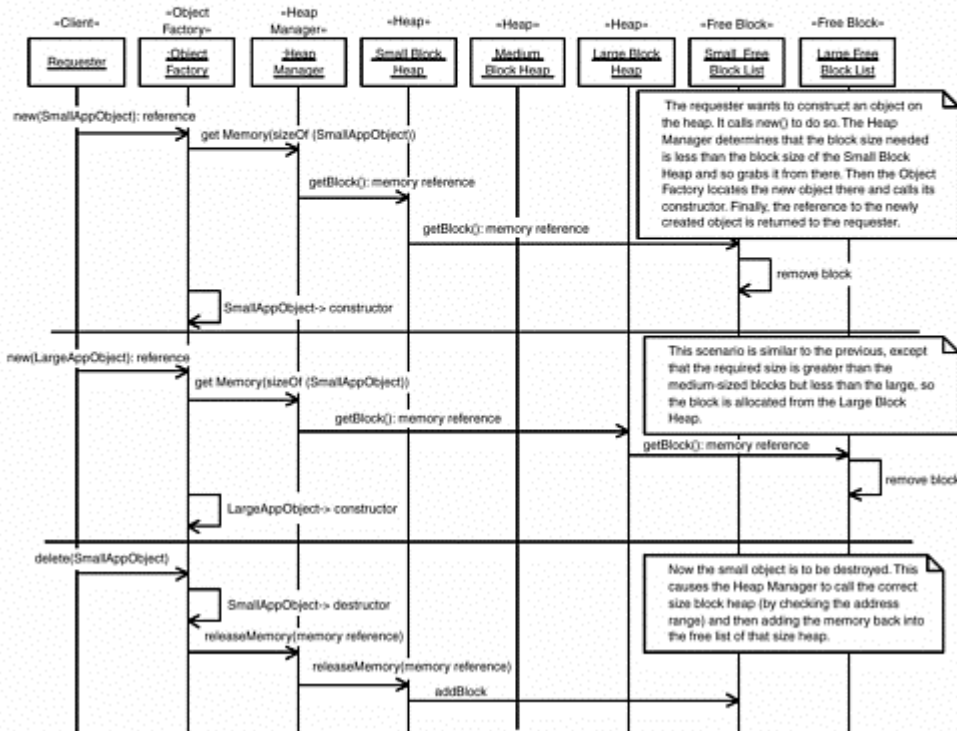 «Client»
«Object
Factory»
«Heap
Manager»
«Heap»
«Heap»
«Heap»
«Free Block»
«Free Block»
Requester
:Object
Factory
:Heap
Manager
Small Block
Heap
Medium
Block Heap
Large Block
Heap
Small Free
Block List
Large Free
Block List
new(SmallAppObject): reference
get Memory(sizeOf (SmallAppObject))
getBlock(): memory reference
getBlock(): memory reference
remove block
SmallAppObject-> constructor
The requester wants to construct an object on
the heap. It calls new() to do so. The Heap
Manager determines that the block size needed
is less than the block size of the Small Block
Heap and so grabs it from there. Then the Object
Factory locates the new object there and calls its
constructor. Finally, the reference to the newly
created object is returned to the requester.
new(LargeAppObject): reference
get Memory(sizeOf (SmallAppObject))
getBlock(): memory reference
getBlock(): memory reference
remove block
LargeAppObject-> constructor
This scenario is similar to the previous, except
that the required size is greater than the
medium-sized blocks but less than the large, so
the block is allocated from the Large Block
Heap.
delete(SmallAppObject)
SmallAppObject-> destructor
releaseMemory(memory reference)
releaseMemory(memory reference)
addBlock
Now the small object is to be destroyed. This
causes the Heap Manager to call the correct
size block heap (by checking the address
range) and then adding the memory back into
the free list of that size heap.